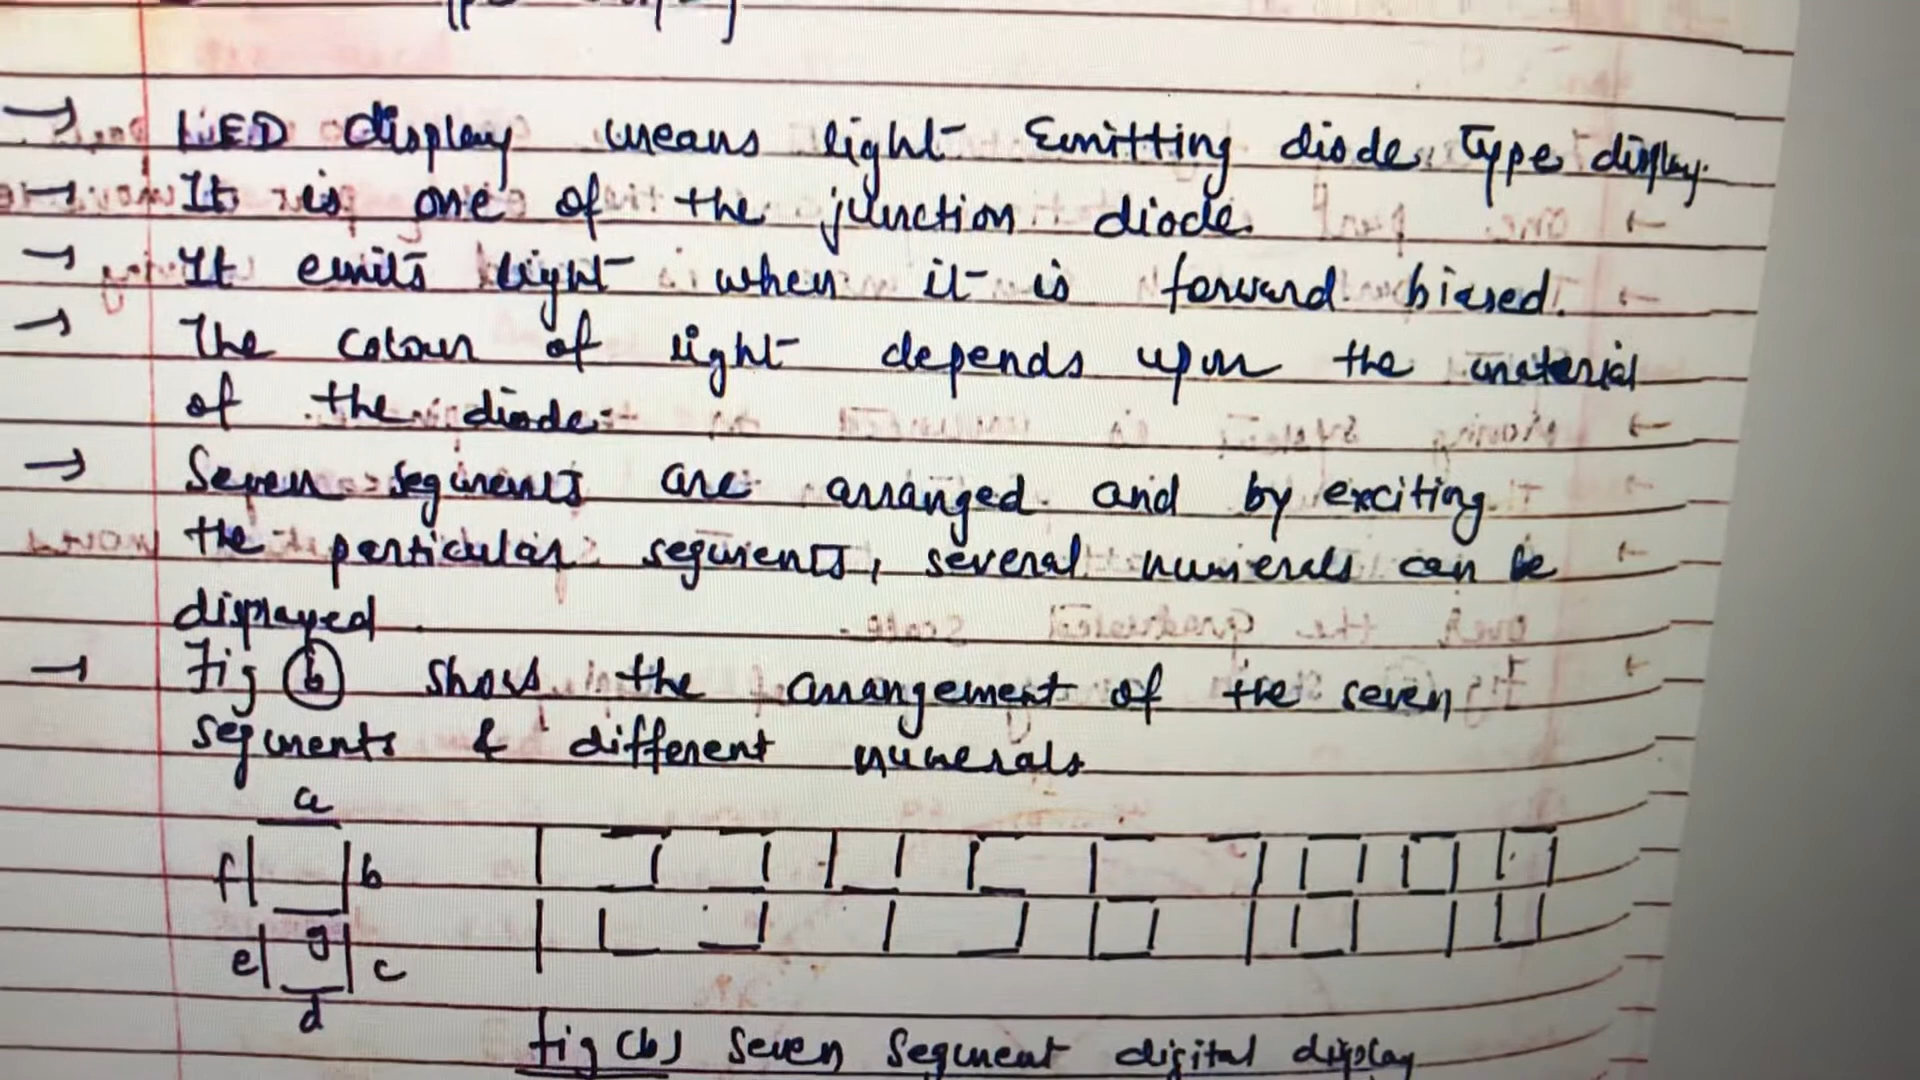 → LED display means light Emitting diode Type display.
→ It is one of the junction diode.
→ It emits light when it is forward biased.
→ The colour of light depends upon the material
of the diode.
→ Seven segments are arranged and by exciting
the particular segments, several numerals can be
displayed.
→ Fig (b) shows the arrangement of the seven
segments & different numerals
a
f b
g
e c
d
fig (b) Seven Segment digital display